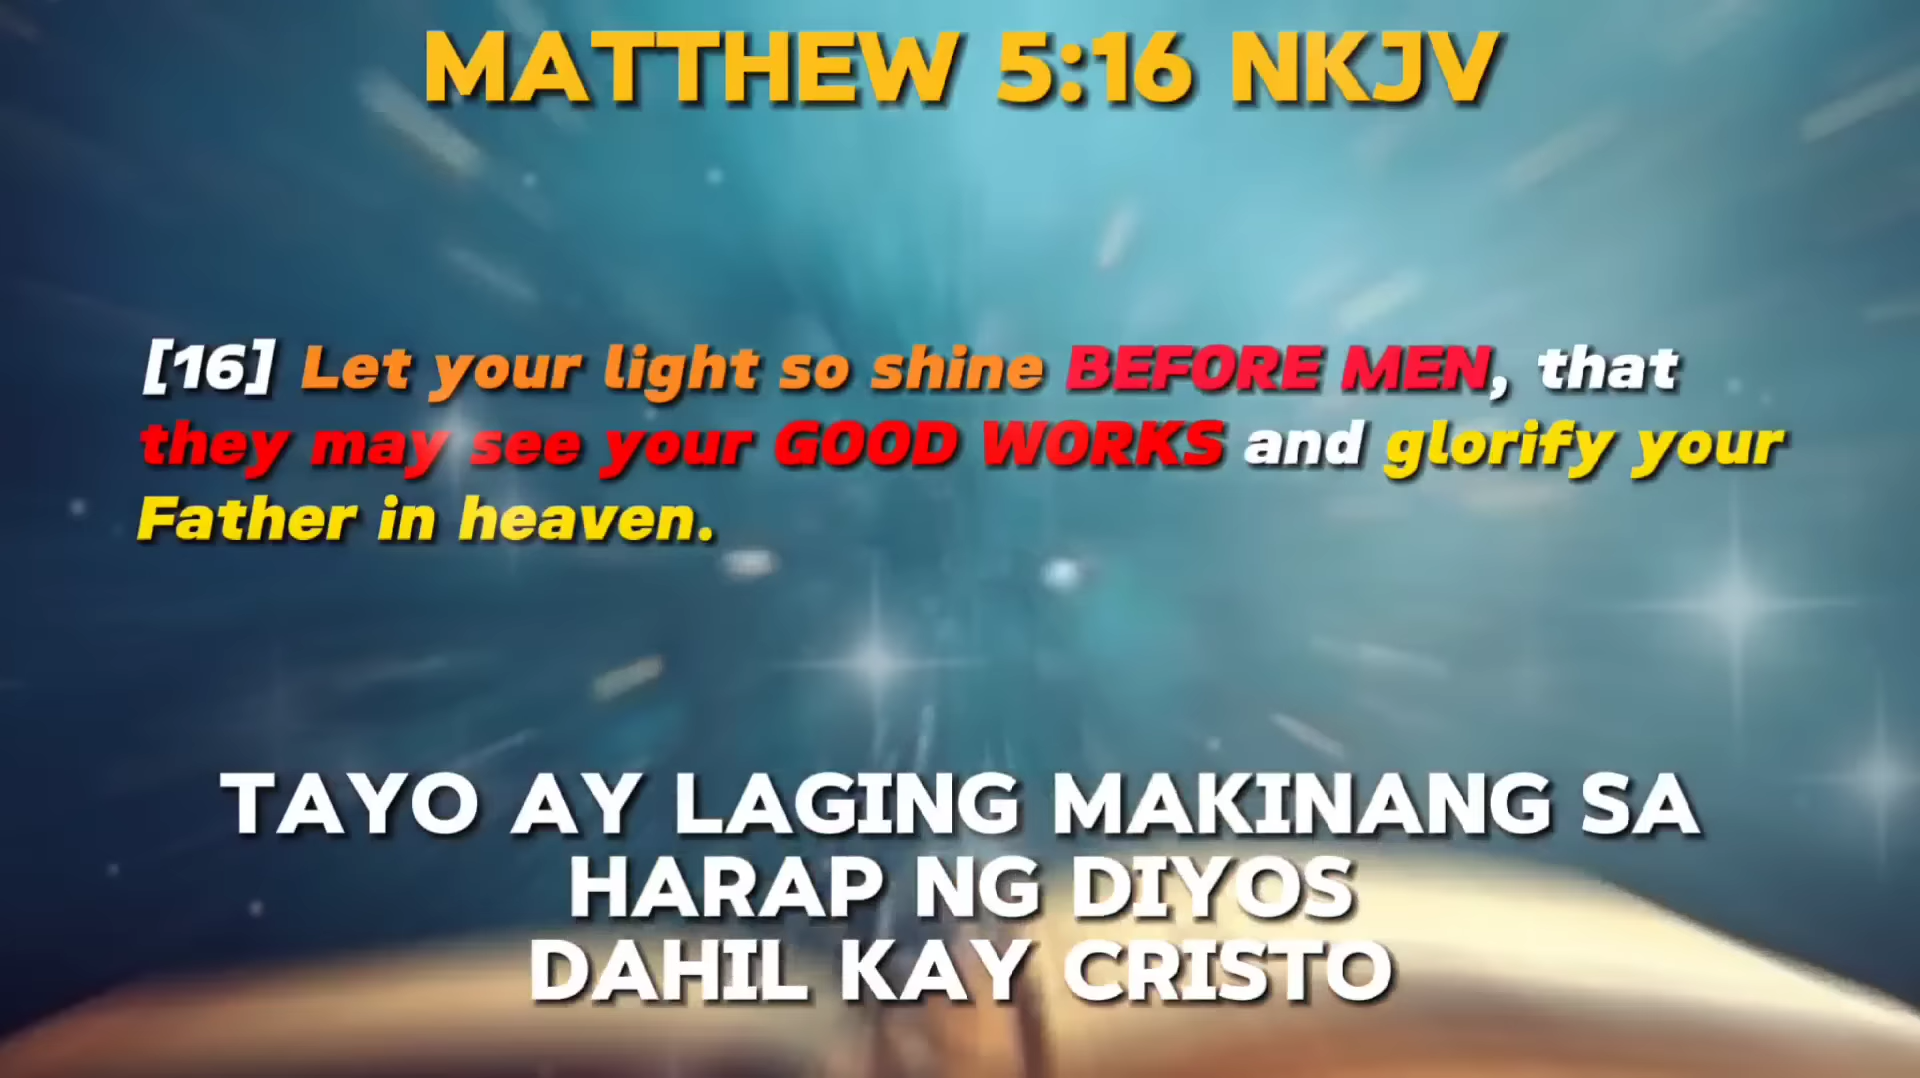 MATTHEW 5:16 NKJV
[16] Let your light so shine BEFORE MEN, that
they may see your GOOD WORKS and glorify your
Father in heaven.
TAYO AY LAGING MAKINANG SA
HARAP NG DIYOS
DAHIL KAY CRISTO